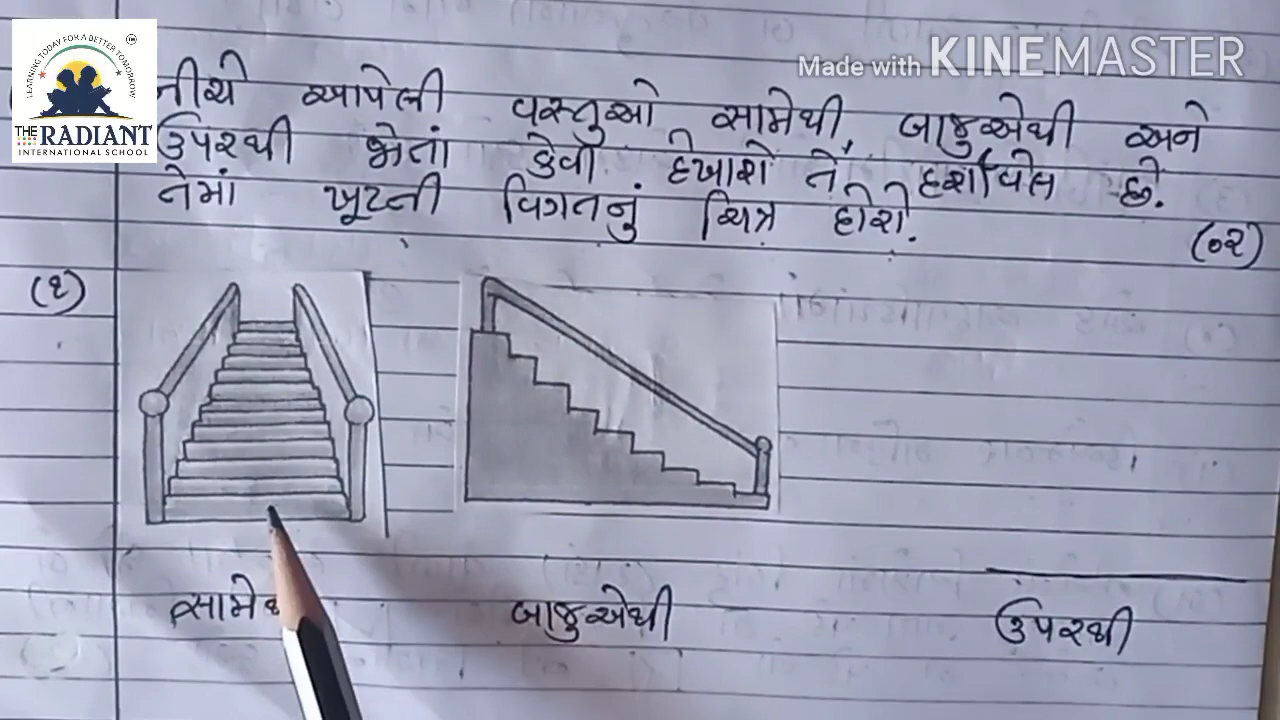 LEARNING TODAY FOR A BETTER TOMORROW
TM
THE RADIANT
INTERNATIONAL SCHOOL
Made with KINEMASTER
નીચે આપેલી વસ્તુઓ સામેથી, બાજુએથી અને
ઉપરથી જોતાં કેવી દેખાશે તે, દર્શાવેલ છે.
તેમાં ખૂટતી વિગતનું ચિત્ર દોરો.
(૦૨)
(૧)
સામેથ
બાજુએથી
ઉપરથી